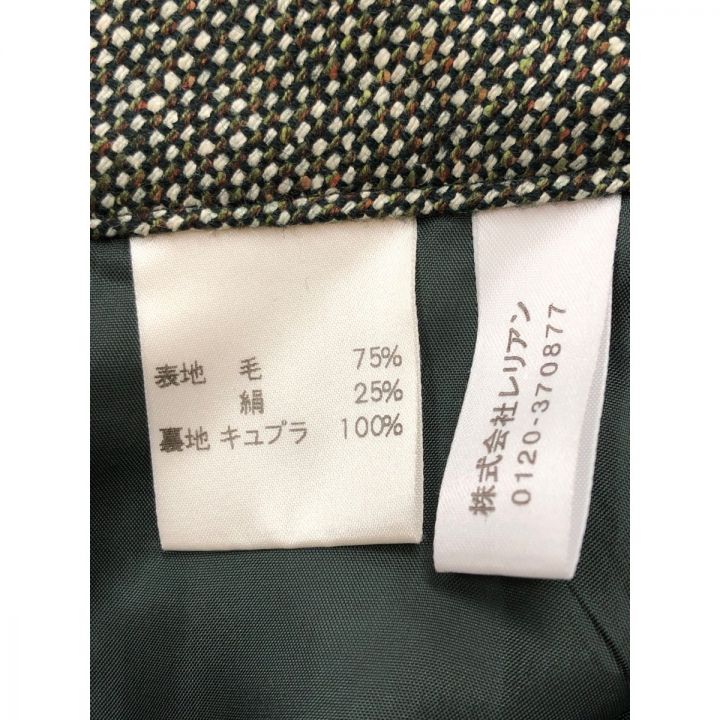 表地 毛 75%
絹 25%
裏地 キュプラ 100%
株式会社レリアン
0120-370877